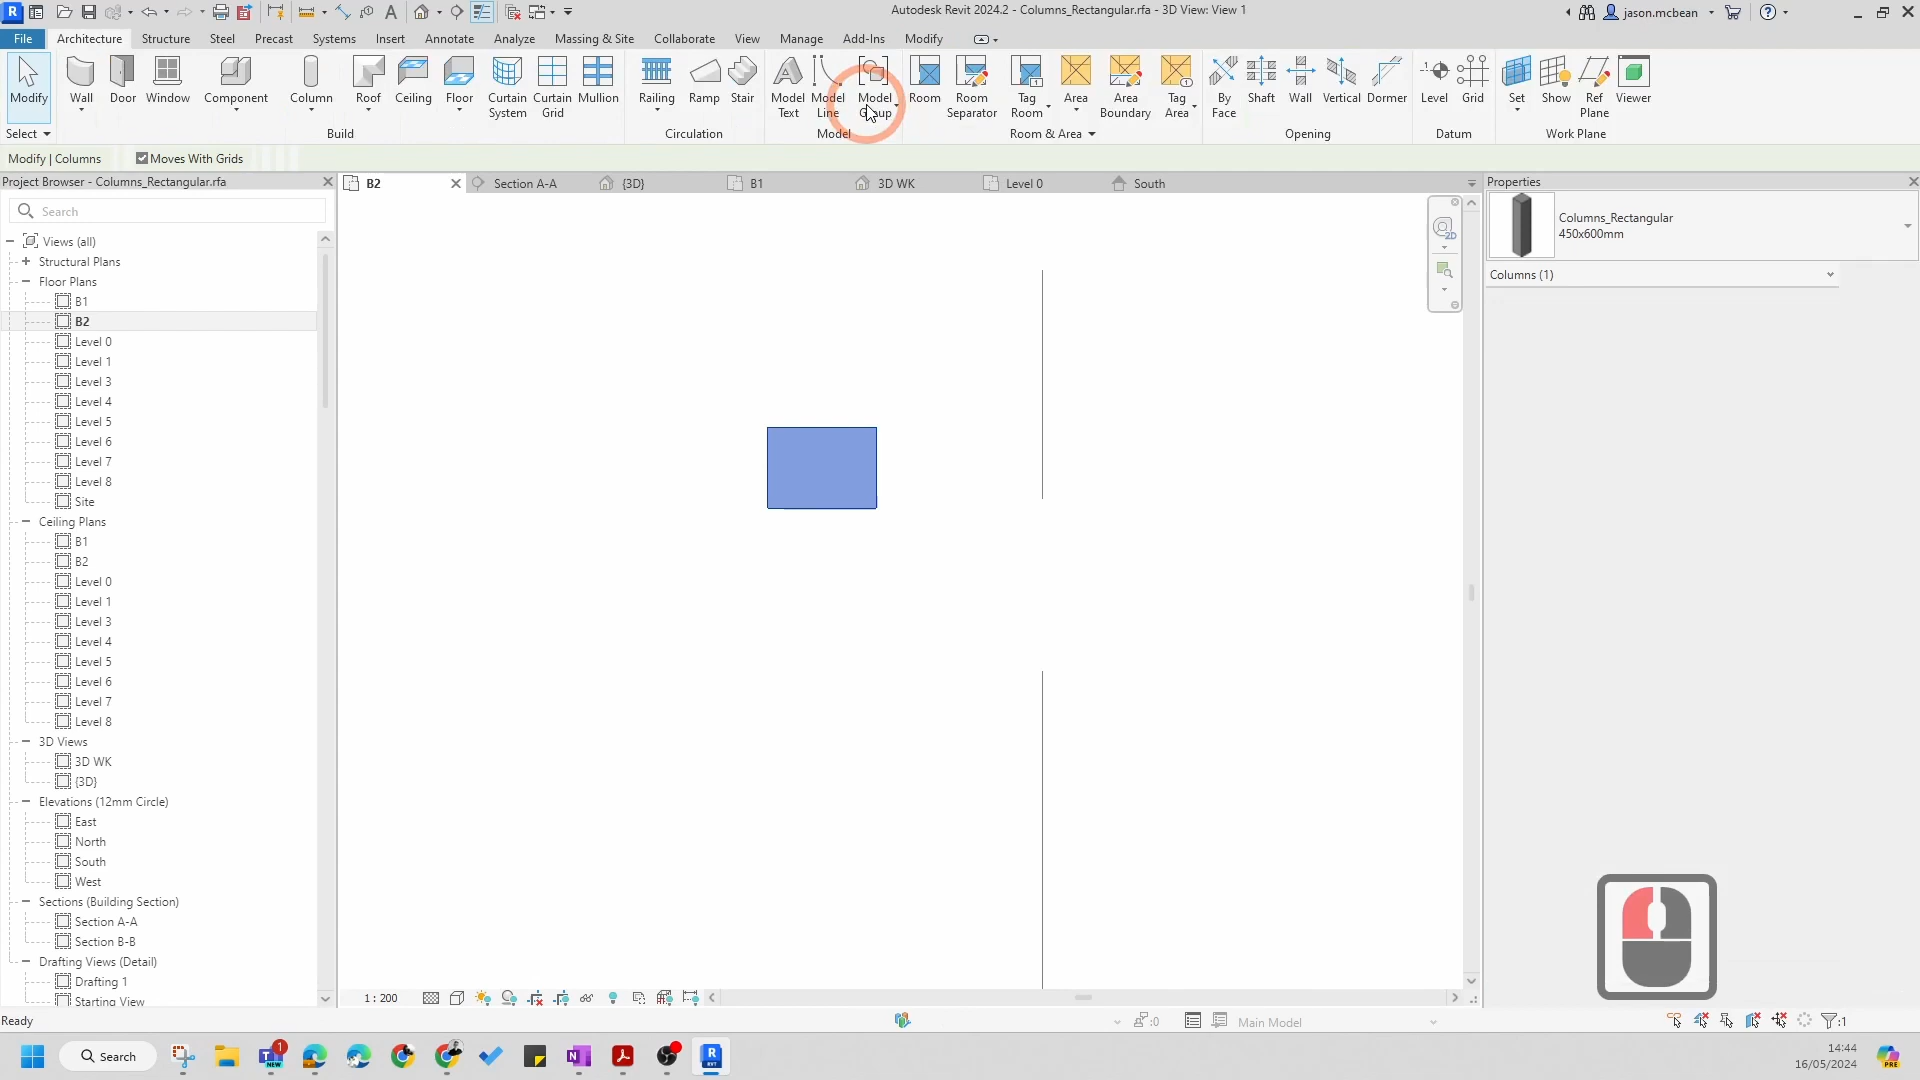 Autodesk Revit 2024.2 - Columns_Rectangular.rfa - 3D View: View 1
jason.mcbean
File Architecture Structure Steel Precast Systems Insert Annotate Analyze Massing & Site Collaborate View Manage Add-Ins Modify
Modify Wall Door Window Component Column Roof Ceiling Floor Curtain System Curtain Grid Mullion Railing Ramp Stair Model Text Model Line Model Group Room Room Separator Tag Room Area Area Boundary Tag Area By Face Shaft Wall Vertical Dormer Level Grid Set Show Ref Plane Viewer
Select Build Circulation Model Room & Area Opening Datum Work Plane
Modify | Columns Moves With Grids
Project Browser - Columns_Rectangular.rfa
Search
Views (all)
Structural Plans
Floor Plans
B1
B2
Level 0
Level 1
Level 3
Level 4
Level 5
Level 6
Level 7
Level 8
Site
Ceiling Plans
B1
B2
Level 0
Level 1
Level 3
Level 4
Level 5
Level 6
Level 7
Level 8
3D Views
3D WK
{3D}
Elevations (12mm Circle)
East
North
South
West
Sections (Building Section)
Section A-A
Section B-B
Drafting Views (Detail)
Drafting 1
Starting View
B2 Section A-A {3D} B1 3D WK Level 0 South
2D
Properties
Columns_Rectangular
450x600mm
Columns (1)
1 : 200
Ready
:0
Main Model
:1
Search
1
NEW
R
RVT
14:44
16/05/2024
PRE